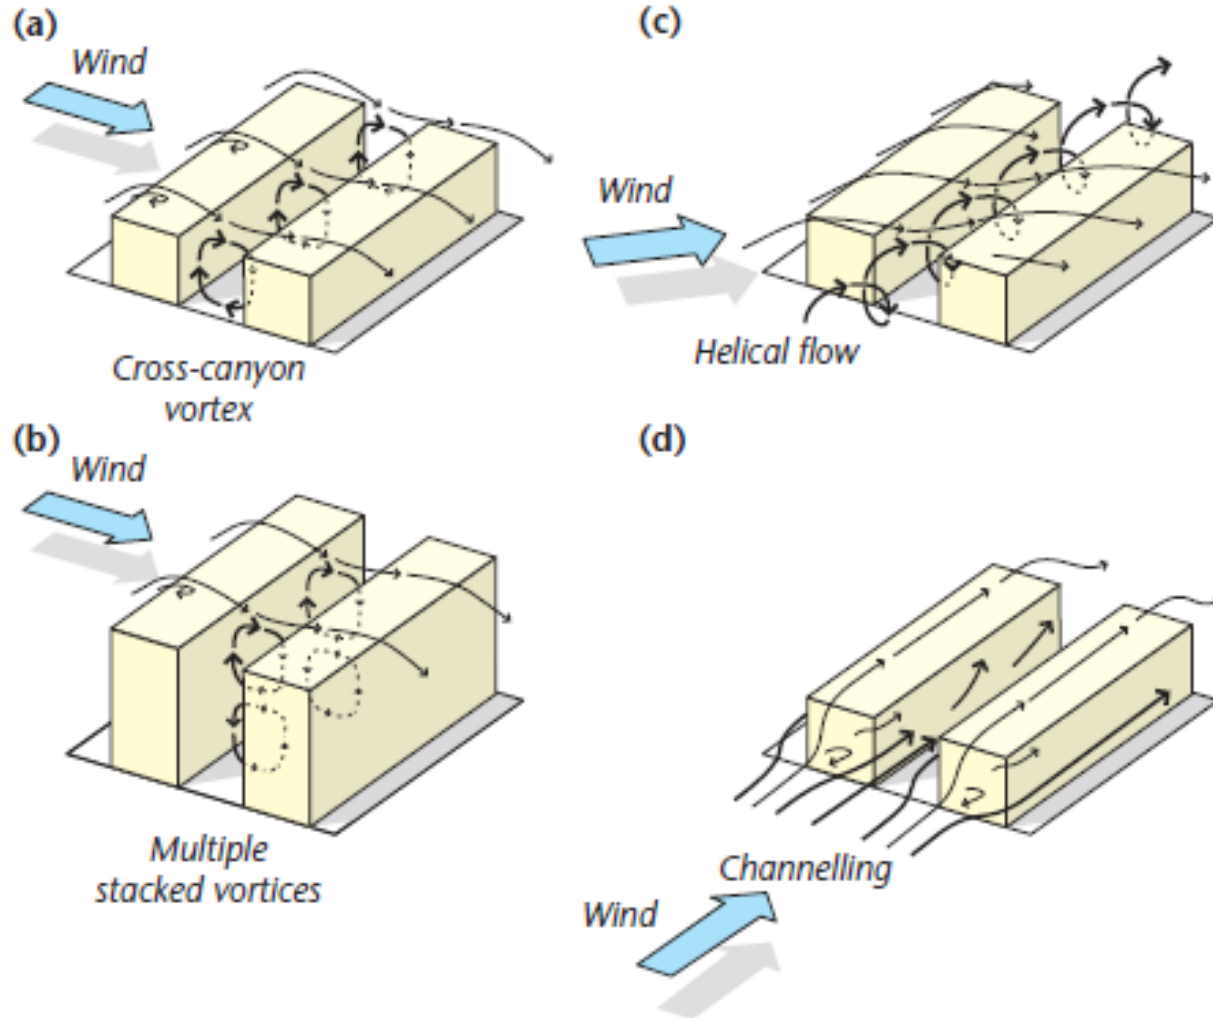 (a)
Wind
Cross-canyon
vortex
(b)
Wind
Multiple
stacked vortices
(c)
Wind
Helical flow
(d)
Channelling
Wind